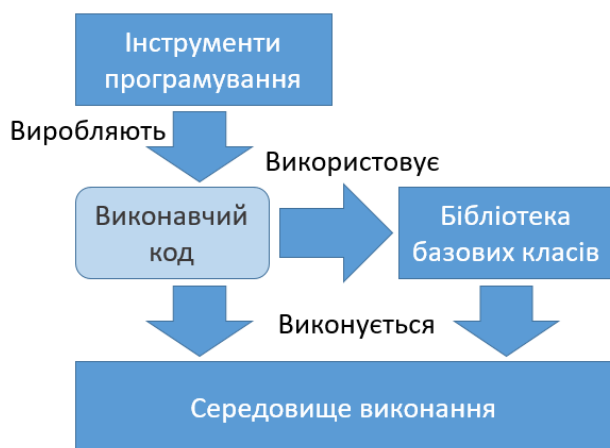 Інструменти
програмування
Виробляють
Використовує
Виконавчий
код
Бібліотека
базових класів
Виконується
Середовище виконання